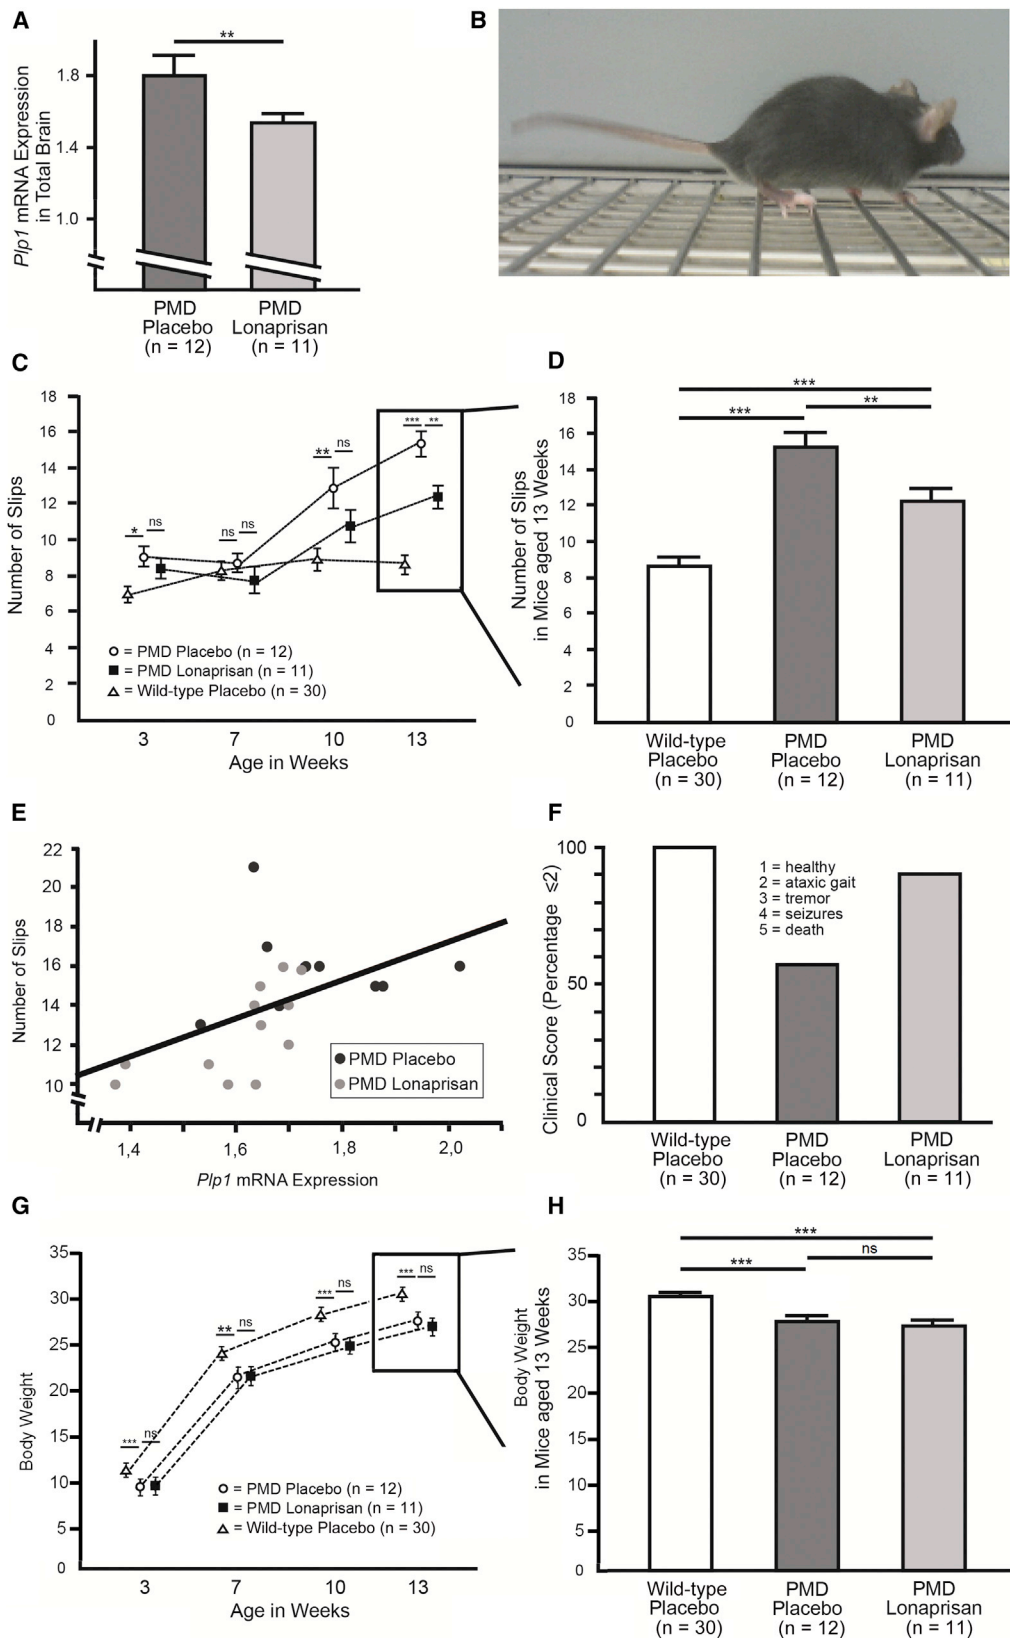 A
Plp1 mRNA Expression
in Total Brain
**
1.8
1.4
1.0
PMD
Placebo
(n = 12)
PMD
Lonaprisan
(n = 11)
B
C
Number of Slips
18
16
14
12
10
8
6
4
2
0
* ns
ns ns
** ns
*** **
= PMD Placebo (n = 12)
= PMD Lonaprisan (n = 11)
= Wild-type Placebo (n = 30)
3 7 10 13
Age in Weeks
D
Number of Slips
in Mice aged 13 Weeks
18
16
14
12
10
8
6
4
2
0
***
*** **
Wild-type
Placebo
(n = 30)
PMD
Placebo
(n = 12)
PMD
Lonaprisan
(n = 11)
E
Number of Slips
22
20
18
16
14
12
10
PMD Placebo
PMD Lonaprisan
1,4 1,6 1,8 2,0
Plp1 mRNA Expression
F
Clinical Score (Percentage ≤2)
100
50
0
1 = healthy
2 = ataxic gait
3 = tremor
4 = seizures
5 = death
Wild-type
Placebo
(n = 30)
PMD
Placebo
(n = 12)
PMD
Lonaprisan
(n = 11)
G
Body Weight
35
30
25
20
15
10
5
0
*** ns
** ns
*** ns
*** ns
= PMD Placebo (n = 12)
= PMD Lonaprisan (n = 11)
= Wild-type Placebo (n = 30)
3 7 10 13
Age in Weeks
H
Body Weight
in Mice aged 13 Weeks
35
30
25
20
15
10
5
0
***
*** ns
Wild-type
Placebo
(n = 30)
PMD
Placebo
(n = 12)
PMD
Lonaprisan
(n = 11)